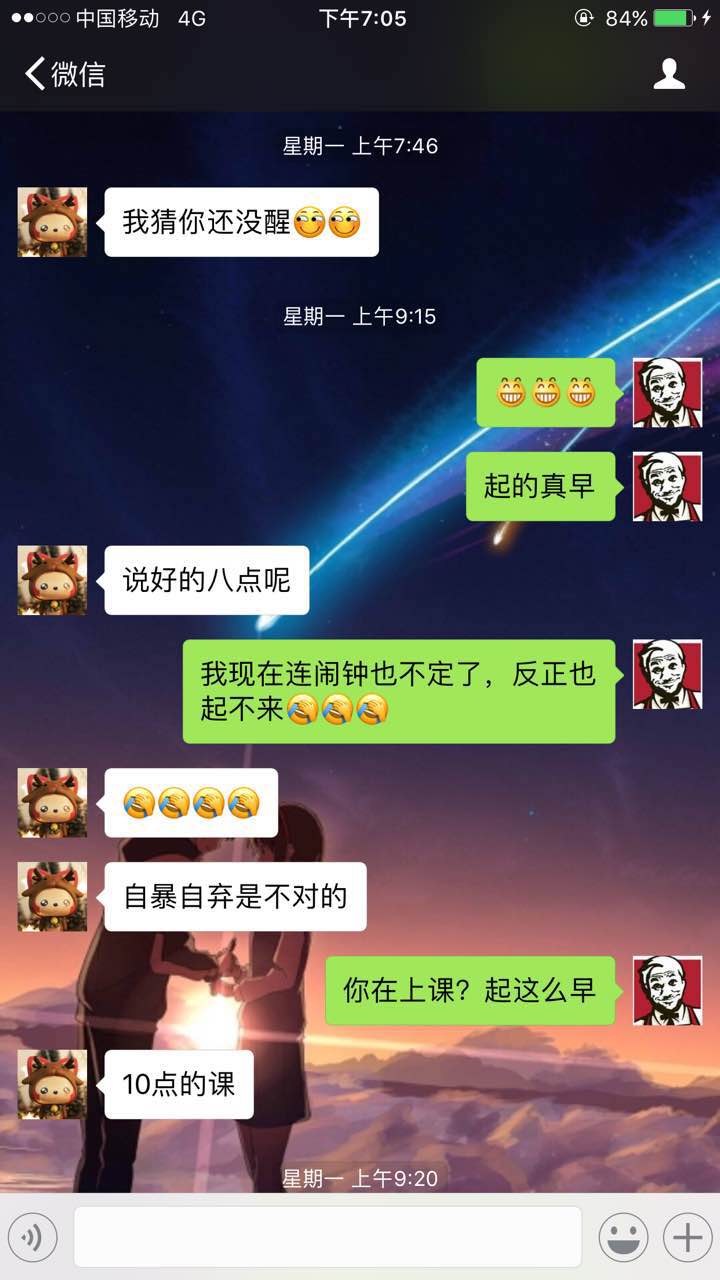 中国移动 4G 下午7:05 84%
微信
星期一 上午7:46
我猜你还没醒
星期一 上午9:15
起的真早
说好的八点呢
我现在连闹钟也不定了，反正也
起不来
自暴自弃是不对的
你在上课？起这么早
10点的课
星期一 上午9:20